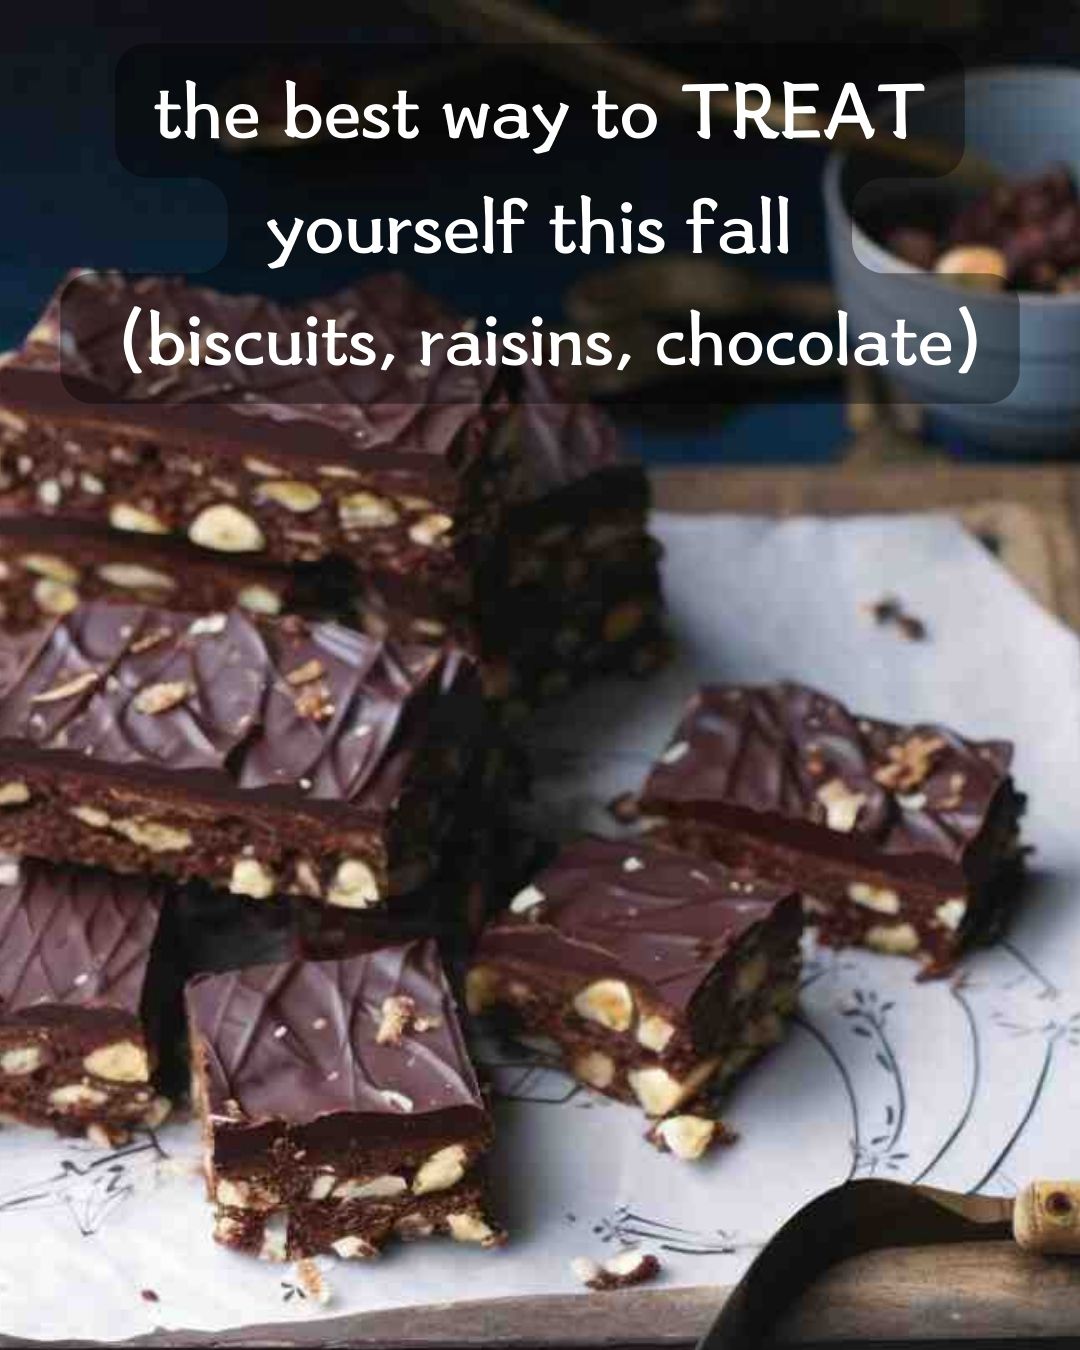 the best way to TREAT
yourself this fall
(biscuits, raisins, chocolate)